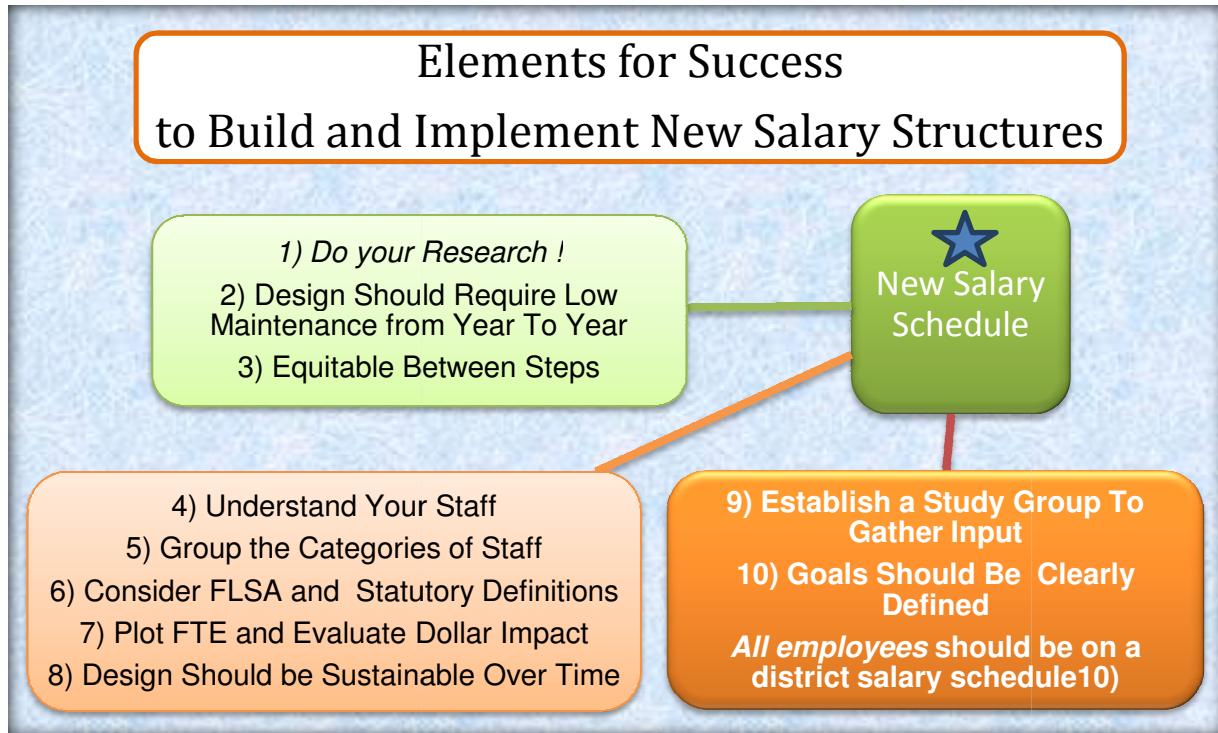 Elements for Success
to Build and Implement New Salary Structures
1) Do your Research !
2) Design Should Require Low
Maintenance from Year To Year
3) Equitable Between Steps
New Salary
Schedule
4) Understand Your Staff
5) Group the Categories of Staff
6) Consider FLSA and  Statutory Definitions
7) Plot FTE and Evaluate Dollar Impact
8) Design Should be Sustainable Over Time
9) Establish a Study Group To
Gather Input
10) Goals Should Be  Clearly
Defined
All employees should be on a
district salary schedule10)